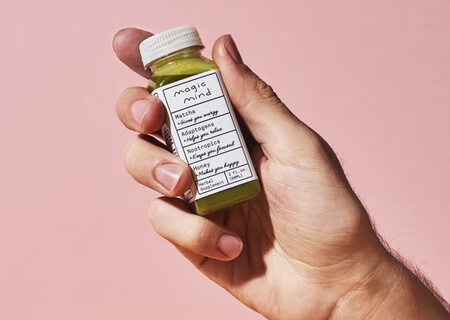 magic
mind
Matcha
+Gives you energy
Adaptogens
+Helps you relax
Nootropics
+Keeps you focused
Honey
+Makes you happy
Herbal
Supplement
2 fl. oz.
(60ML)